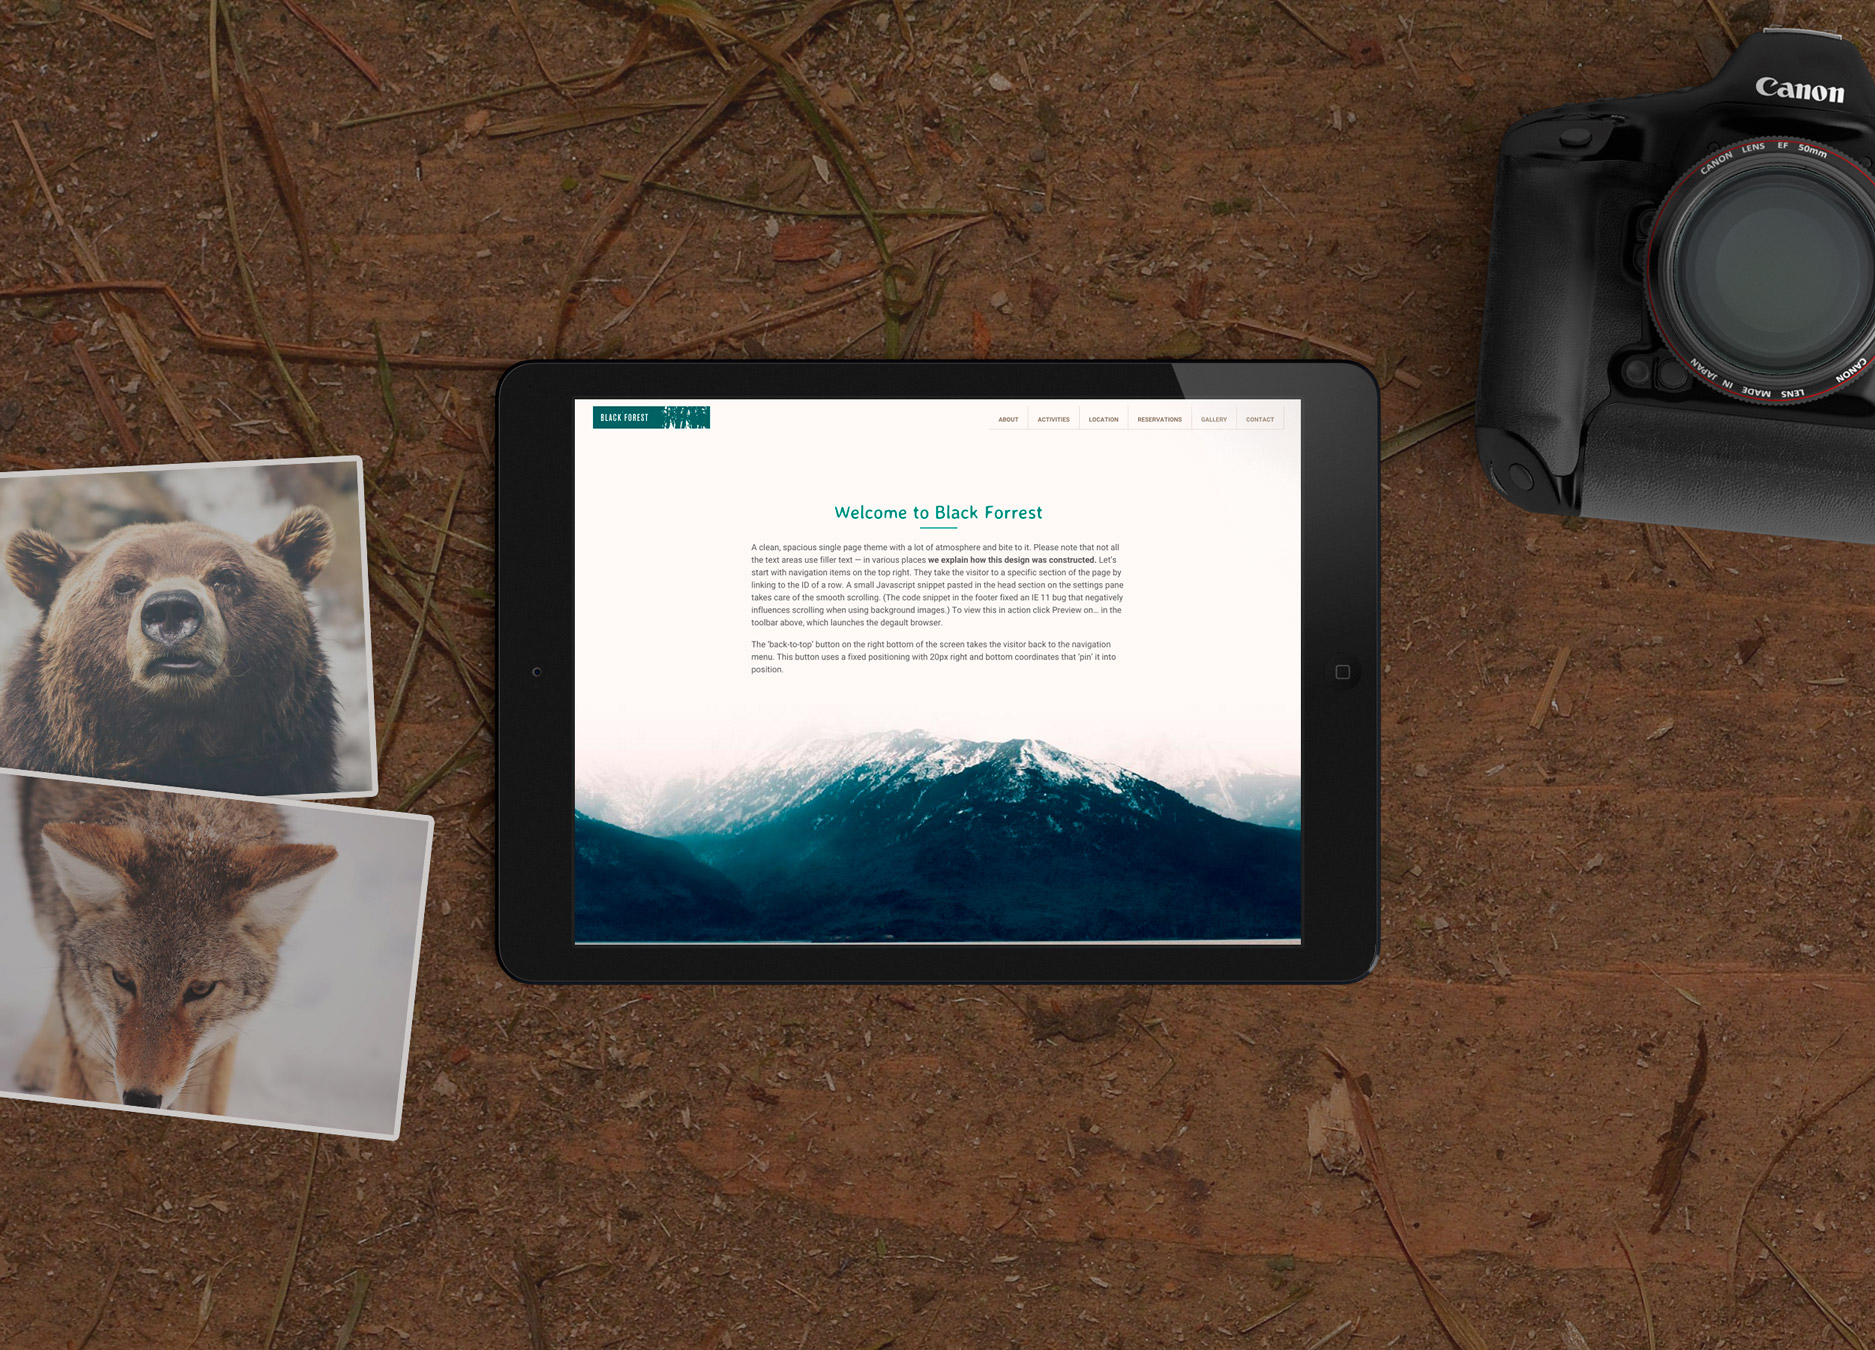 Canon
CANON LENS EF 50mm
CANON LENS MADE IN JAPAN
BLACK FOREST
ABOUT ACTIVITIES LOCATION RESERVATIONS GALLERY CONTACT
Welcome to Black Forrest
A clean, spacious single page theme with a lot of atmosphere and bite to it. Please note that not all
the text areas use filler text — in various places we explain how this design was constructed. Let's
start with navigation items on the top right. They take the visitor to a specific section of the page by
linking to the ID of a row. A small Javascript snippet pasted in the head section on the settings pane
takes care of the smooth scrolling. (The code snippet in the footer fixed an IE 11 bug that negatively
influences scrolling when using background images.) To view this in action click Preview on... in the
toolbar above, which launches the degault browser.
The 'back-to-top' button on the right bottom of the screen takes the visitor back to the navigation
menu. This button uses a fixed positioning with 20px right and bottom coordinates that 'pin' it into
position.